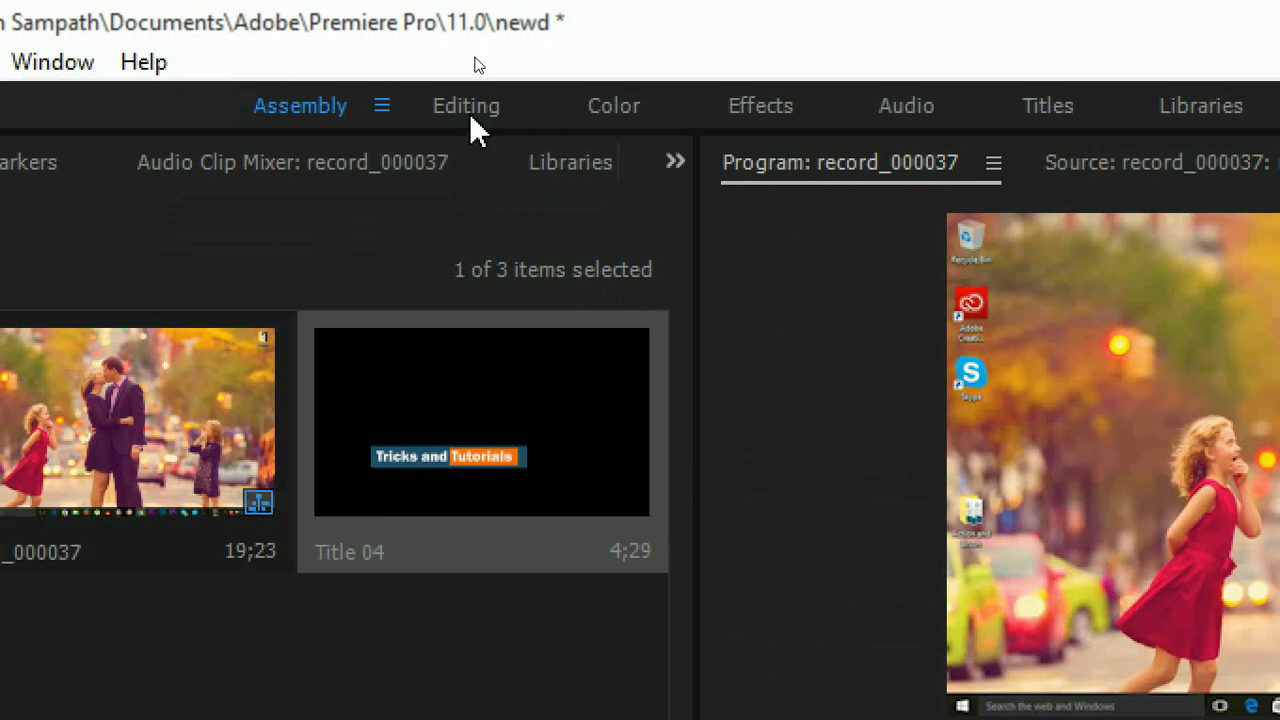 n Sampath\Documents\Adobe\Premiere Pro\11.0\newd *
Window Help
Assembly Editing Color Effects Audio Titles Libraries
arkers Audio Clip Mixer: record_000037 Libraries Program: record_000037 Source: record_000037:
1 of 3 items selected
Recycle Bin
Adobe
Creati...
Skype
Tricks and Tutorials
_000037 19;23 Title 04 4;29
Search the web and Windows